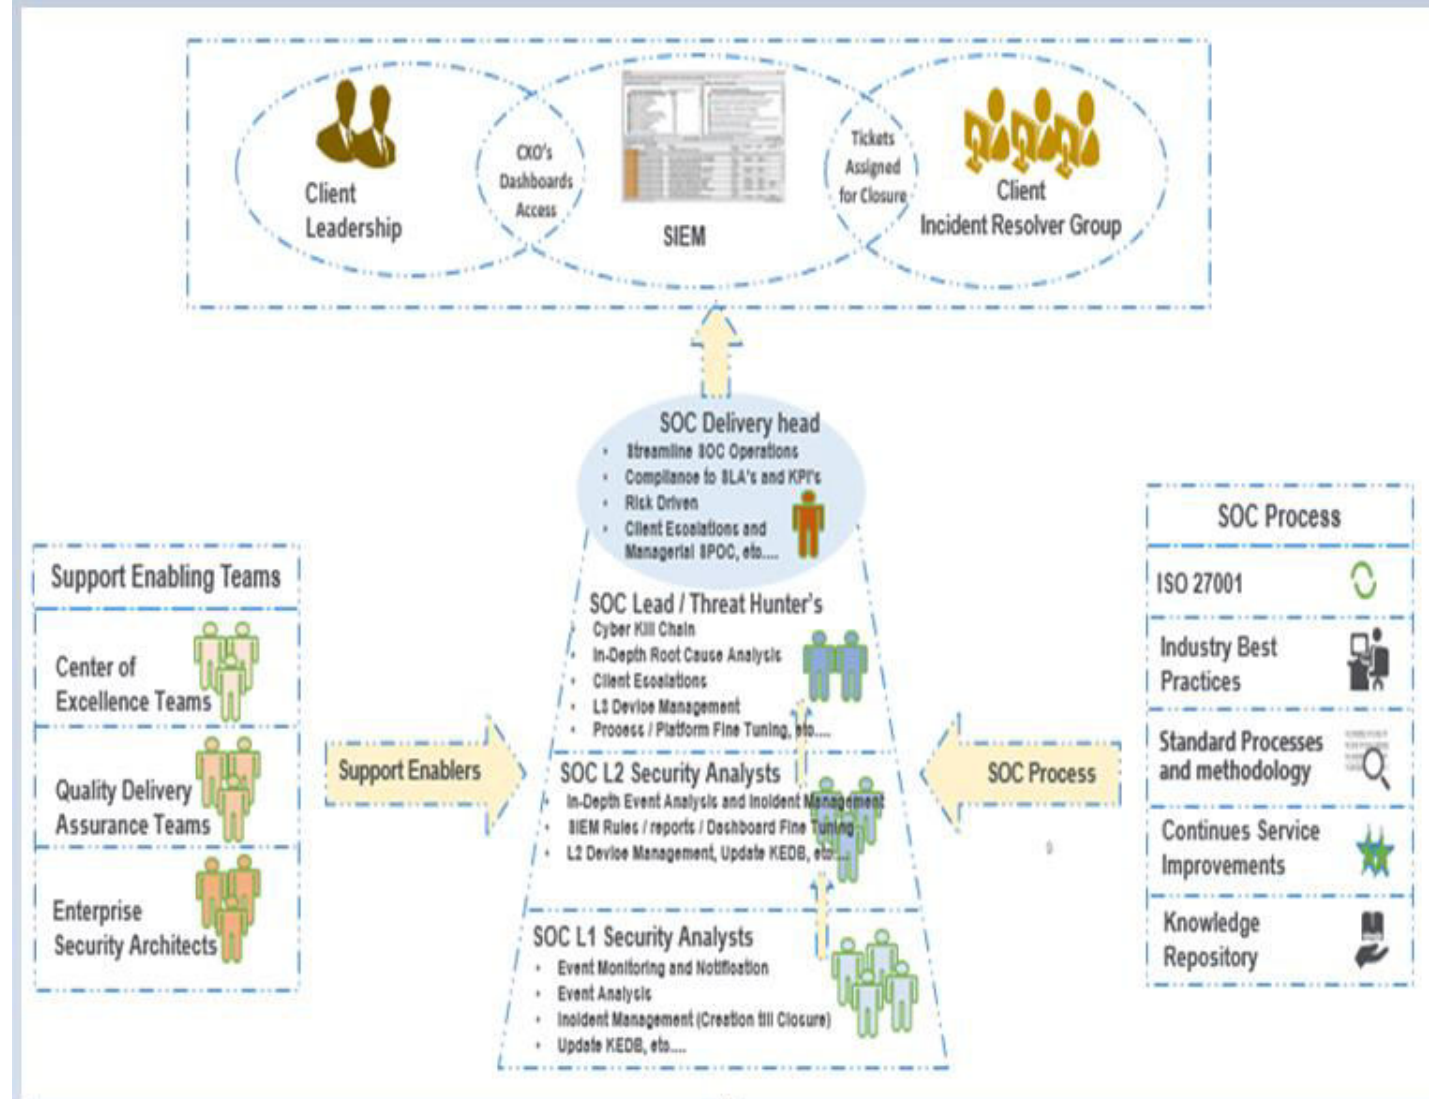 Client
Leadership
CXO's
Dashboards
Access
SIEM
Tickets
Assigned
for Closure
Client
Incident Resolver Group
SOC Delivery head
Streamline SOC Operations
Compliance to SLA's and KPI's
Risk Driven
Client Escalations and
Managerial SPOC, etc....
SOC Lead / Threat Hunter's
Cyber Kill Chain
In-Depth Root Cause Analysis
Client Escalations
L3 Device Management
Process / Platform Fine Tuning, etc....
SOC L2 Security Analysts
In-Depth Event Analysis and Incident Management
SIEM Rules / reports / Dashboard Fine Tuning
L2 Device Management, Update KEDB, etc....
SOC L1 Security Analysts
Event Monitoring and Notification
Event Analysis
Incident Management (Creation till Closure)
Update KEDB, etc....
Support Enabling Teams
Center of
Excellence Teams
Quality Delivery
Assurance Teams
Enterprise
Security Architects
Support Enablers
SOC Process
9
SOC Process
ISO 27001
Industry Best
Practices
Standard Processes
and methodology
Continues Service
Improvements
Knowledge
Repository